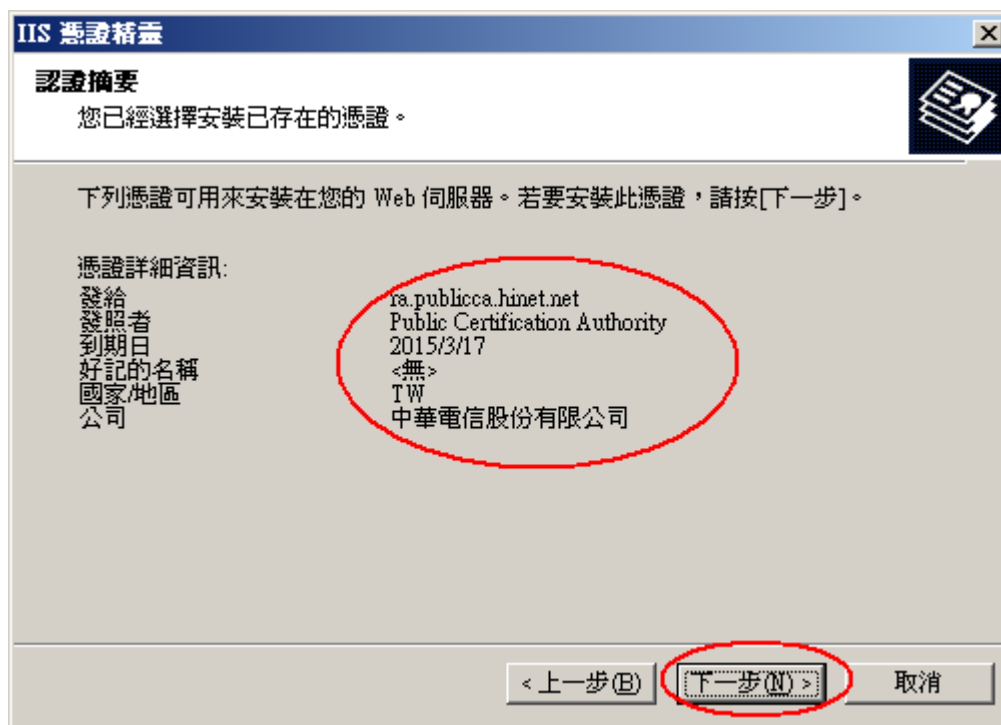 IIS 憑證精靈
認證摘要
您已經選擇安裝已存在的憑證。
下列憑證可用來安裝在您的 Web 伺服器。若要安裝此憑證，請按[下一步]。
憑證詳細資訊:
發給 ra.publicca.hinet.net
發照者 Public Certification Authority
到期日 2015/3/17
好記的名稱 <無>
國家/地區 TW
公司 中華電信股份有限公司
< 上一步(B) 下一步(N) > 取消